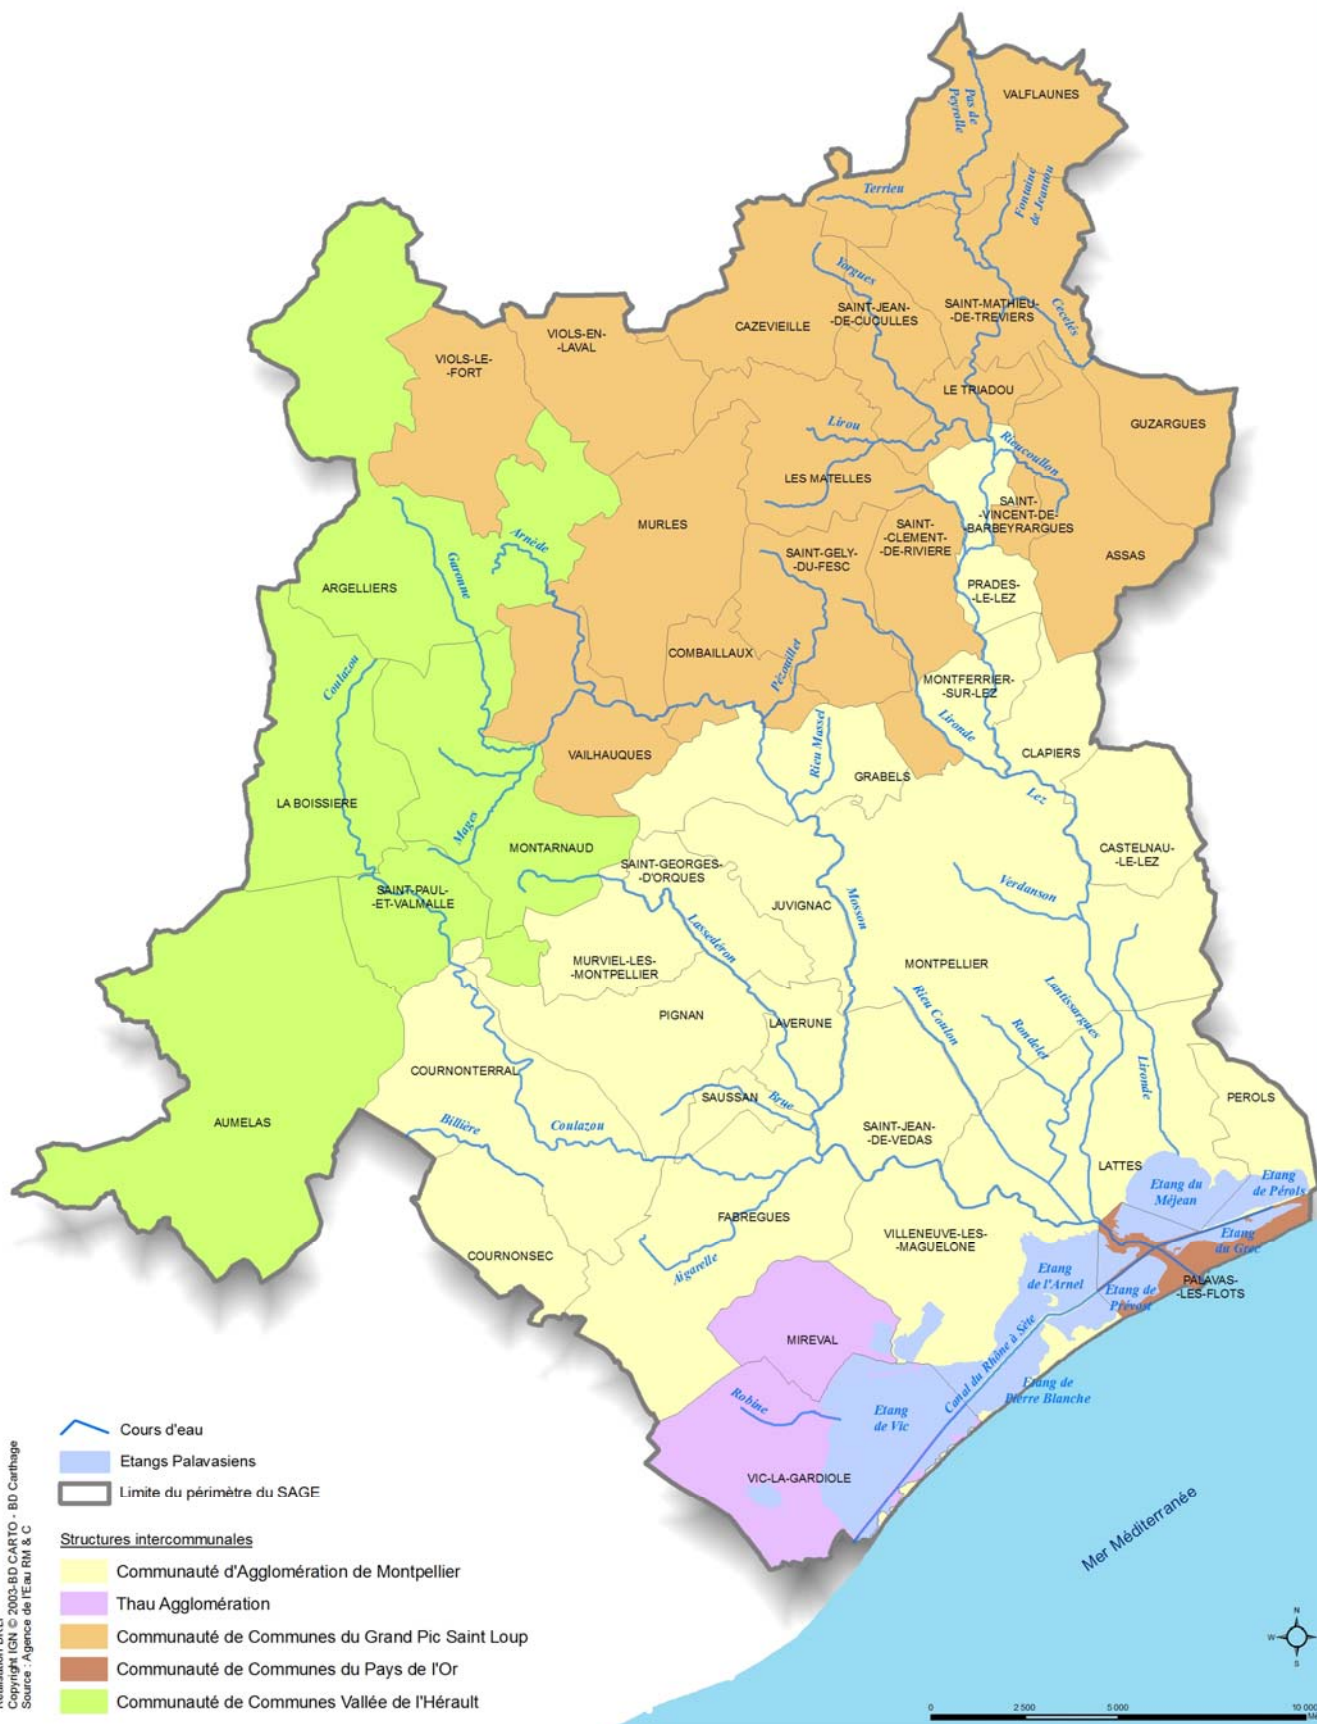 VALFLAUNES
Pas de
Peyrolle
Terrieu
Fontaine
de Jeantou
Yorgues
SAINT-JEAN-
-DE-CUCULLES
SAINT-MATHIEU-
-DE-TREVIERS
Cecelés
CAZEVIEILLE
VIOLS-EN-
-LAVAL
VIOLS-LE-
-FORT
LE TRIADOU
GUZARGUES
Lirou
Rieucoullon
LES MATELLES
SAINT-
-VINCENT-DE-
-BARBEYRARGUES
MURLES
SAINT-
-CLEMENT-
-DE-RIVIERE
Arnède
SAINT-GELY-
-DU-FESC
ASSAS
Garonne
ARGELLIERS
PRADES-
-LE-LEZ
COMBAILLAUX
Pézouillet
Coulazou
MONTFERRIER-
-SUR-LEZ
Lironde
Rieu Massel
VAILHAUQUES
CLAPIERS
GRABELS
Lez
LA BOISSIERE
Mages
MONTARNAUD
CASTELNAU-
-LE-LEZ
SAINT-GEORGES-
-D'ORQUES
SAINT-PAUL-
-ET-VALMALLE
Verdanson
JUVIGNAC
Mosson
Lassedéron
MURVIEL-LES-
-MONTPELLIER
MONTPELLIER
Lantissargues
Rieu Coulon
PIGNAN
LAVERUNE
Rondelet
COURNONTERRAL
Lironde
SAUSSAN
Brue
PEROLS
AUMELAS
Billière
Coulazou
SAINT-JEAN-
-DE-VEDAS
LATTES
Etang du
Méjean
Etang
de Pérols
FABREGUES
VILLENEUVE-LES-
-MAGUELONE
Etang
du Grec
COURNONSEC
Aigarelle
Etang
de l'Arnel
Etang de
Prévost
PALAVAS-
-LES-FLOTS
MIREVAL
Canal du Rhône à Sète
Etang de
Pierre Blanche
Robine
Etang
de Vic
VIC-LA-GARDIOLE
Mer Méditerranée
Cours d'eau
Etangs Palavasiens
Limite du périmètre du SAGE
Structures intercommunales
Communauté d'Agglomération de Montpellier
Thau Agglomération
Communauté de Communes du Grand Pic Saint Loup
Communauté de Communes du Pays de l'Or
Communauté de Communes Vallée de l'Hérault
Copyright IGN © 2003-BD CARTO - BD Carthage
Source : Agence de l'Eau RM & C
N
W
S
0 2 500 5 000 10 000